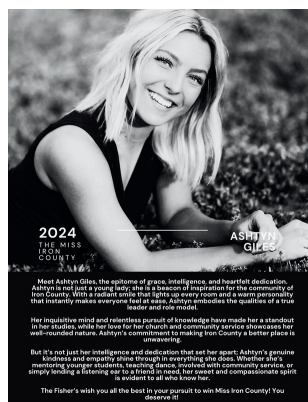 2024
THE MISS
IRON
COUNTY
ASHTYN
GILES
Meet Ashtyn Giles, the epitome of grace, intelligence, and heartfelt dedication.
Ashtyn is not just a young lady; she is a beacon of inspiration for the community of
Iron County. With a radiant smile that lights up every room and a warm personality
that instantly makes everyone feel at ease, Ashtyn embodies the qualities of a true
leader and role model.
Her inquisitive mind and relentless pursuit of knowledge have made her a standout
in her studies, while her love for her church and community service showcases her
well-rounded nature. Ashtyn's commitment to making Iron County a better place is
unwavering.
But it's not just her intelligence and dedication that set her apart; Ashtyn's genuine
kindness and empathy shine through in everything she does. Whether she's
mentoring younger students, teaching dance, involved with community service, or
simply lending a listening ear to a friend in need, her sweet and compassionate spirit
is evident to all who know her.
The Fisher's wish you all the best in your pursuit to win Miss Iron County! You
deserve it!